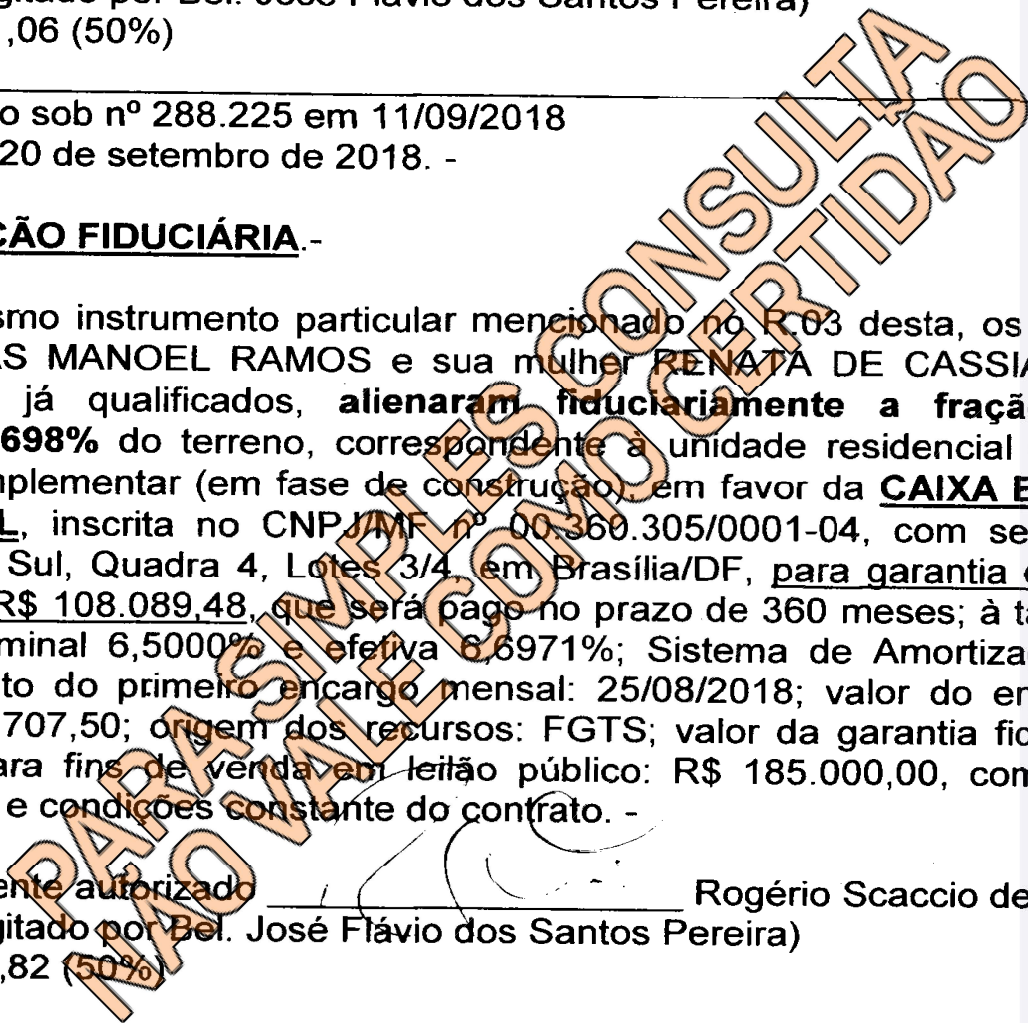 gitado por Bel. José Flávio dos Santos Pereira)
,06 (50%)
o sob nº 288.225 em 11/09/2018
20 de setembro de 2018. -
ÇÃO FIDUCIÁRIA.-
smo instrumento particular mencionado no R.03 desta, os
AS MANOEL RAMOS e sua mulher RENATA DE CASSIA
já qualificados, alienaram fiduciariamente a fraçã
698% do terreno, correspondente à unidade residencial
mplementar (em fase de construção), em favor da CAIXA E
L, inscrita no CNPJ/MF nº 00.360.305/0001-04, com se
Sul, Quadra 4, Lotes 3/4, em Brasília/DF, para garantia
R$ 108.089,48, que será pago no prazo de 360 meses; à ta
minal 6,5000% e efetiva 6,6971%; Sistema de Amortiza
to do primeiro encargo mensal: 25/08/2018; valor do en
707,50; origem dos recursos: FGTS; valor da garantia fid
ara fins de venda em leilão público: R$ 185.000,00, com
e condições constante do contrato. -
ente autorizado Rogério Scaccio de
gitado por Bel. José Flávio dos Santos Pereira)
,82 (50%)
PARA SIMPLES CONSULTA
NÃO VALE COMO CERTIDÃO